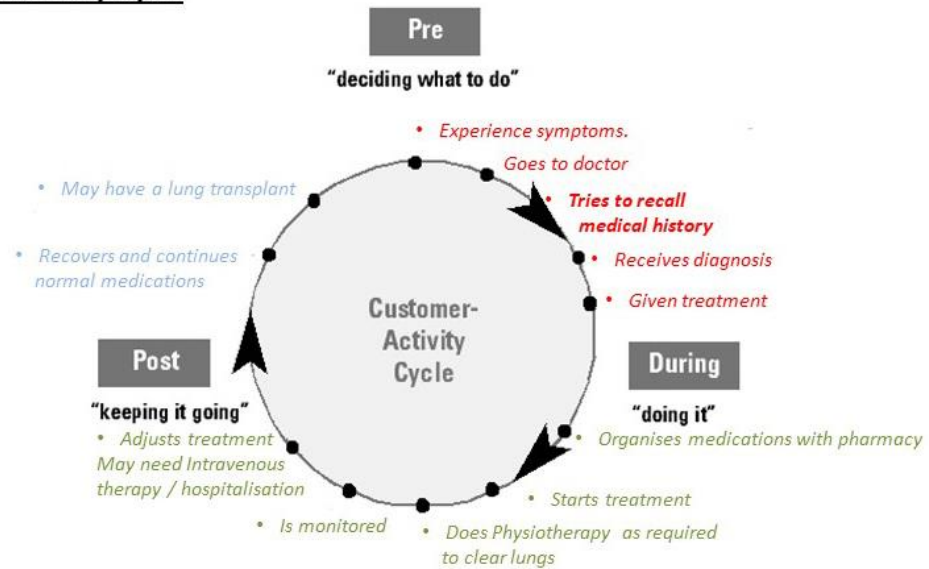 Pre
"deciding what to do"
• Experience symptoms.
Goes to doctor
• Tries to recall
medical history
• Receives diagnosis
• Given treatment
During
"doing it"
• Organises medications with pharmacy
• Starts treatment
• Does Physiotherapy as required
to clear lungs
• Is monitored
Post
"keeping it going"
• Adjusts treatment
May need Intravenous
therapy / hospitalisation
• Recovers and continues
normal medications
• May have a lung transplant
Customer-
Activity
Cycle